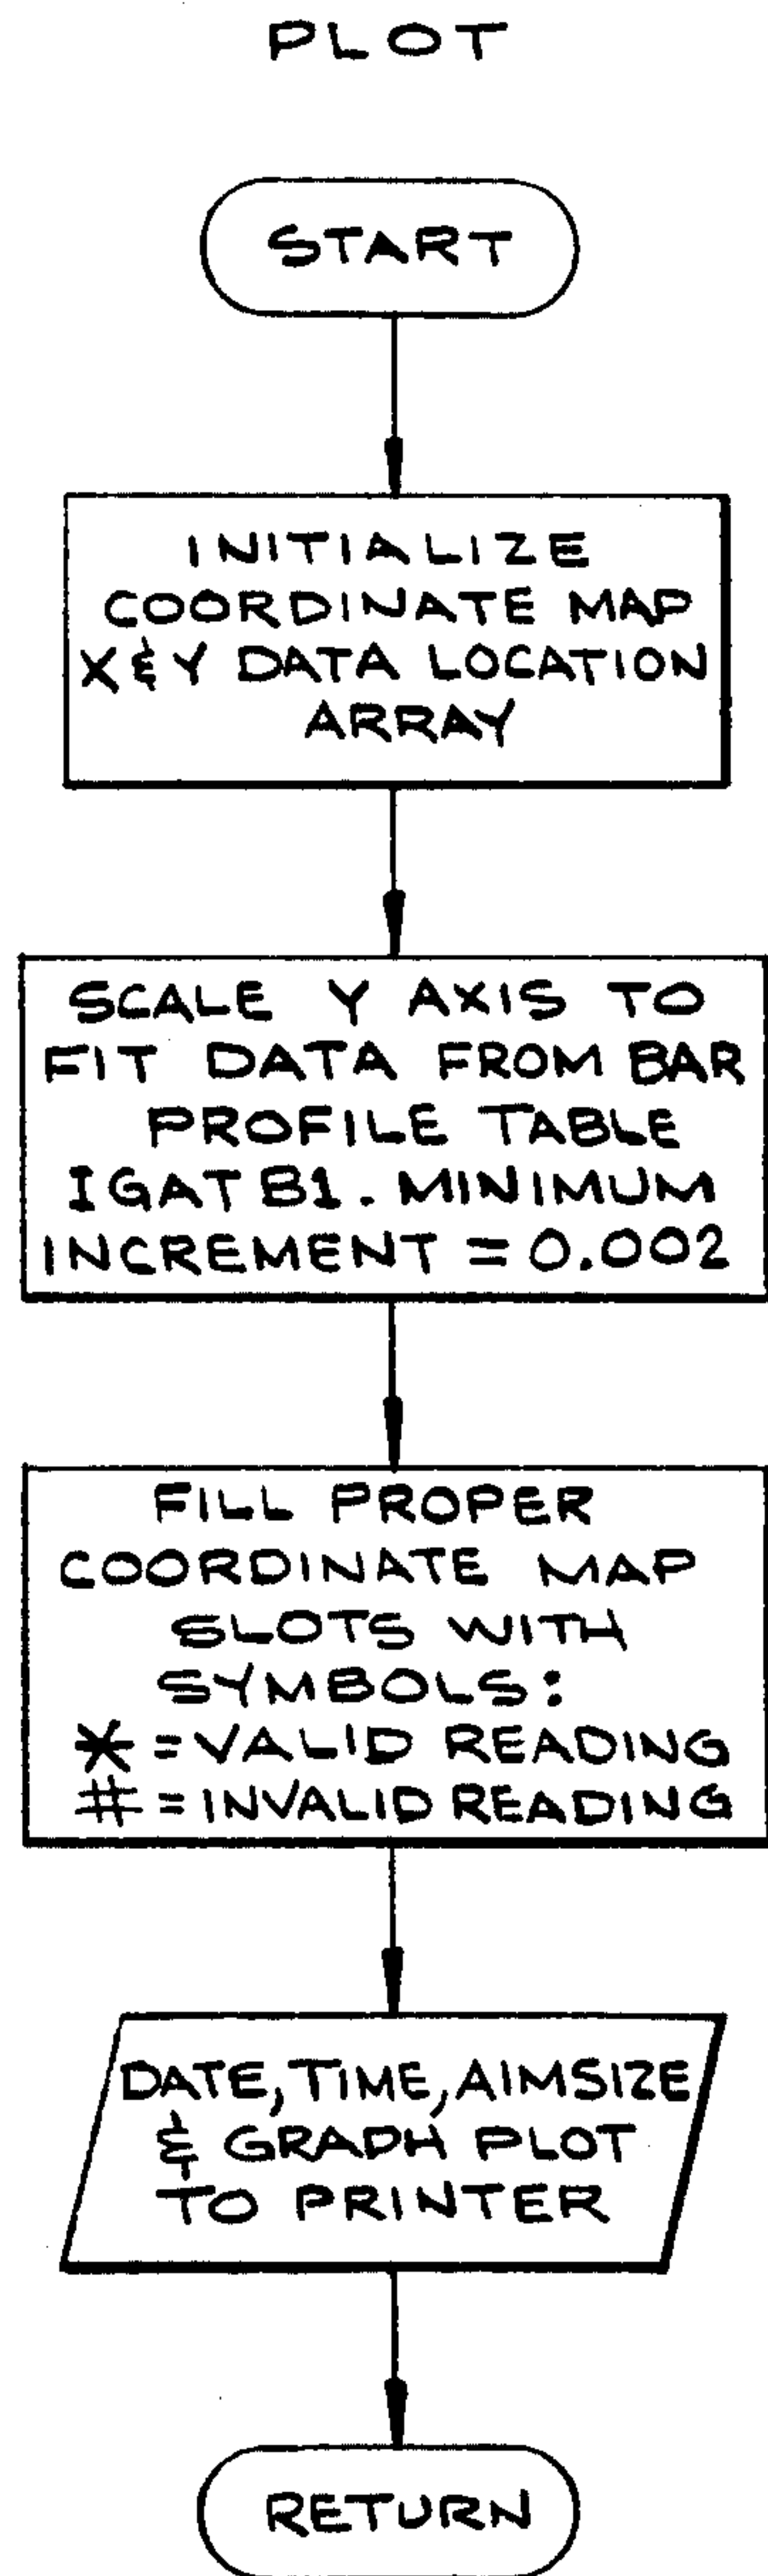 PLOT
START
INITIALIZE
COORDINATE MAP
X & Y DATA LOCATION
ARRAY
SCALE Y AXIS TO
FIT DATA FROM BAR
PROFILE TABLE
IGATB1. MINIMUM
INCREMENT = 0.002
FILL PROPER
COORDINATE MAP
SLOTS WITH
SYMBOLS:
* = VALID READING
# = INVALID READING
DATE, TIME, AIMSIZE
& GRAPH PLOT
TO PRINTER
RETURN